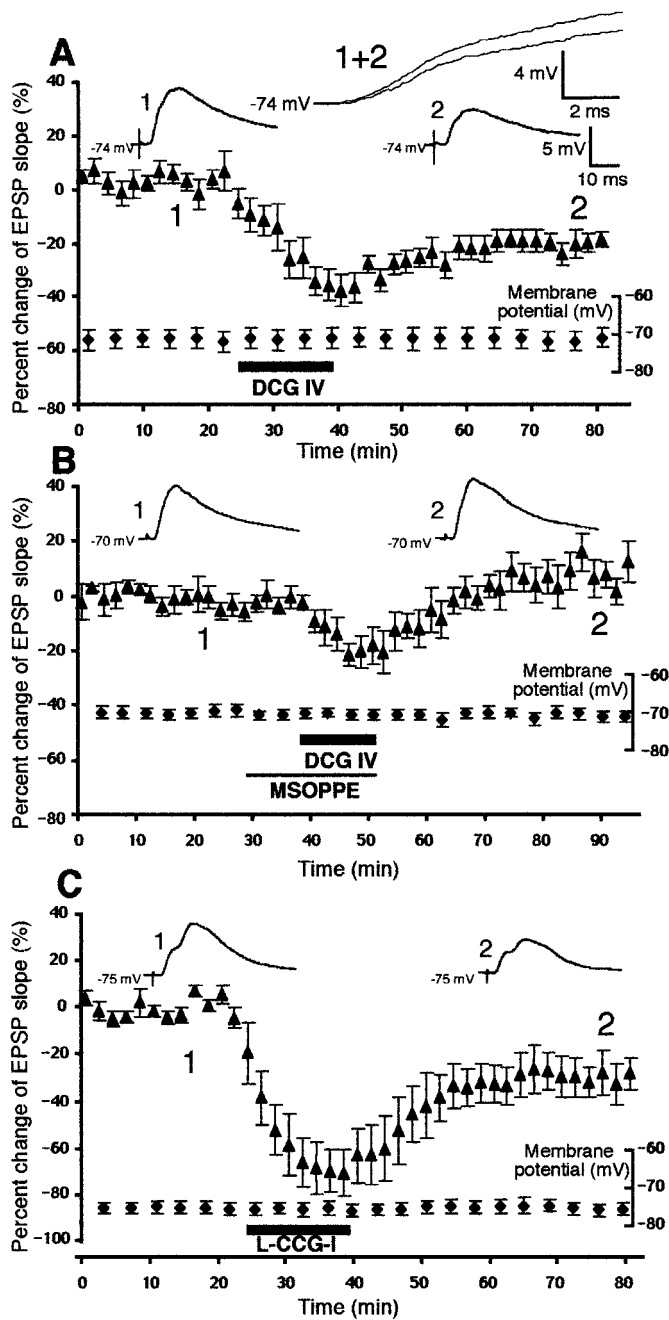 A
Percent change of EPSP slope (%)
40
20
0
−20
−40
−60
−80
1
-74 mV
1+2
-74 mV
4 mV
2 ms
2
-74 mV
5 mV
10 ms
1
2
Membrane potential (mV)
−60
−70
−80
DCG IV
0 10 20 30 40 50 60 70 80
Time (min)
B
Percent change of EPSP slope (%)
40
20
0
−20
−40
−60
−80
1
-70 mV
2
-70 mV
1
2
Membrane potential (mV)
−60
−70
−80
DCG IV
MSOPPE
0 10 20 30 40 50 60 70 80 90
Time (min)
C
Percent change of EPSP slope (%)
40
20
0
−20
−40
−60
−80
−100
1
-75 mV
2
-75 mV
1
2
Membrane potential (mV)
−60
−70
−80
L-CCG-I
0 10 20 30 40 50 60 70 80
Time (min)